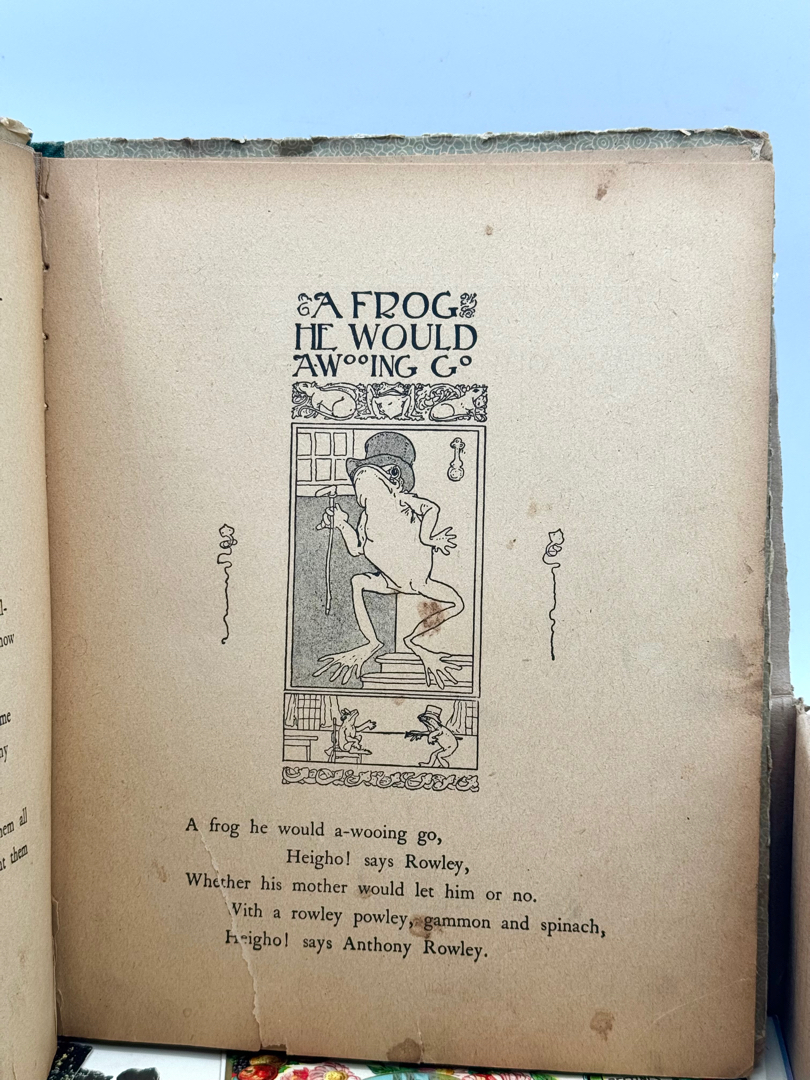 A FROG
HE WOULD
A-WOOING GO
A frog he would a-wooing go,
Heigho! says Rowley,
Whether his mother would let him or no.
With a rowley powley, gammon and spinach,
Heigho! says Anthony Rowley.
them